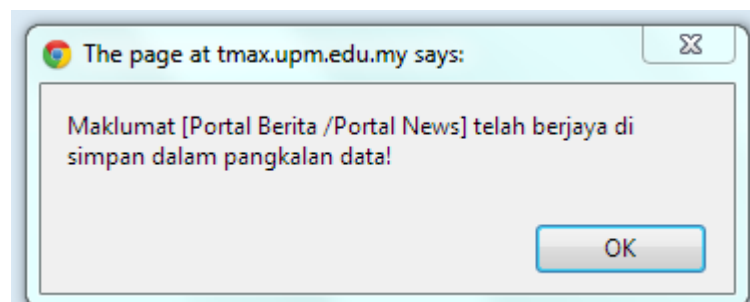 The page at tmax.upm.edu.my says:
Maklumat [Portal Berita /Portal News] telah berjaya di
simpan dalam pangkalan data!
OK